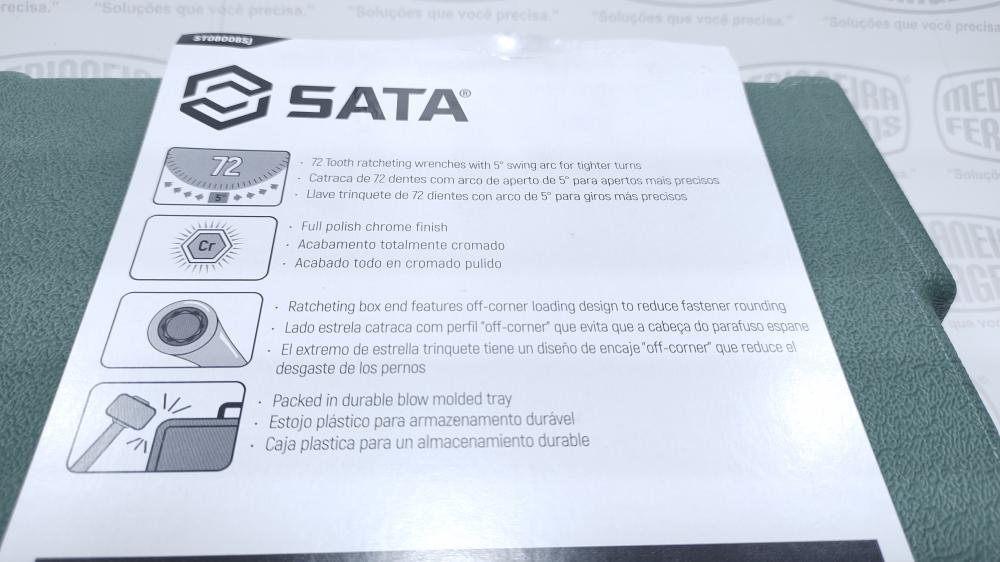 recisa."
"Soluções que você precisa."
"Soluções que você precisa."
"Soluções que você precisa."
"Soluções que você precisa.
ST08008SJ
SATA®
72
5°
· 72 Tooth ratcheting wrenches with 5° swing arc for tighter turns
· Catraca de 72 dentes com arco de aperto de 5° para apertos mais precisos
· Llave trinquete de 72 dientes con arco de 5° para giros más precisos
Cr
· Full polish chrome finish
· Acabamento totalmente cromado
· Acabado todo en cromado pulido
· Ratcheting box end features off-corner loading design to reduce fastener rounding
· Lado estrela catraca com perfil "off-corner" que evita que a cabeça do parafuso espane
· El extremo de estrella trinquete tiene un diseño de encaje "off-corner" que reduce el
desgaste de los pernos
· Packed in durable blow molded tray
· Estojo plástico para armazenamento durável
· Caja plastica para un almacenamiento durable